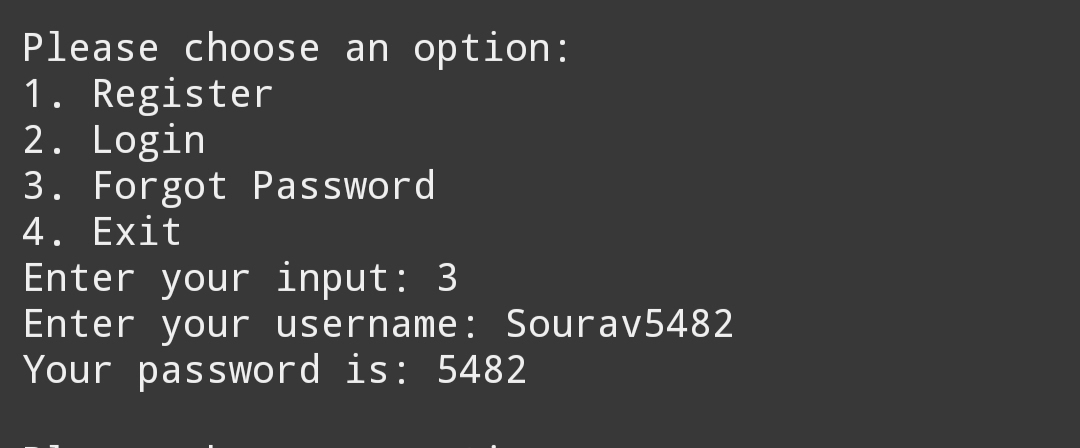 Please choose an option:
1. Register
2. Login
3. Forgot Password
4. Exit
Enter your input: 3
Enter your username: Sourav5482
Your password is: 5482